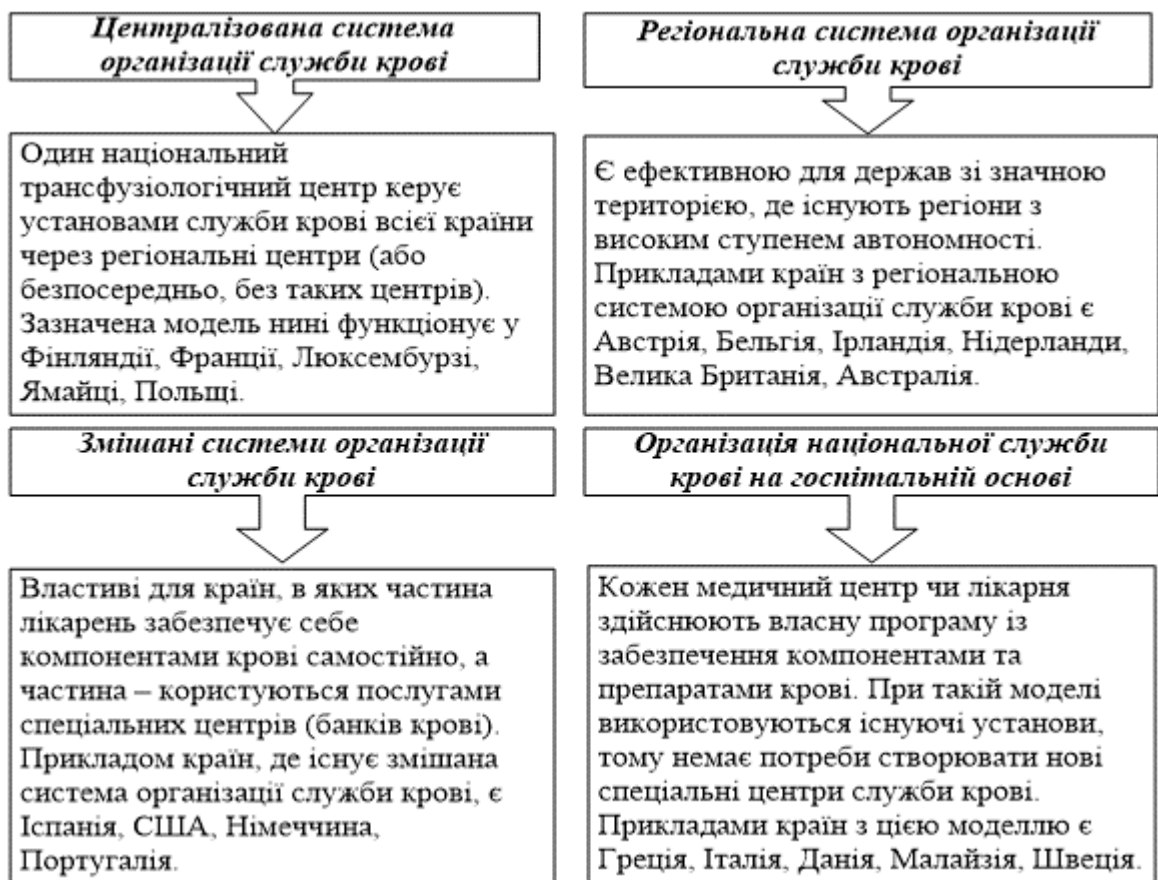 Централізована система
організації служби крові
Регіональна система організації
служби крові
Один національний
трансфузіологічний центр керує
установами служби крові всієї країни
через регіональні центри (або
безпосередньо, без таких центрів).
Зазначена модель нині функціонує у
Фінляндії, Франції, Люксембурзі,
Ямайці, Польщі.
Є ефективною для держав зі значною
територією, де існують регіони з
високим ступенем автономності.
Прикладами країн з регіональною
системою організації служби крові є
Австрія, Бельгія, Ірландія, Нідерланди,
Велика Британія, Австралія.
Змішані системи організації
служби крові
Організація національної служби
крові на госпітальній основі
Властиві для країн, в яких частина
лікарень забезпечує себе
компонентами крові самостійно, а
частина – користуються послугами
спеціальних центрів (банків крові).
Прикладом країн, де існує змішана
система організації служби крові, є
Іспанія, США, Німеччина,
Португалія.
Кожен медичний центр чи лікарня
здійснюють власну програму із
забезпечення компонентами та
препаратами крові. При такій моделі
використовуються існуючі установи,
тому немає потреби створювати нові
спеціальні центри служби крові.
Прикладами країн з цією моделлю є
Греція, Італія, Данія, Малайзія, Швеція.